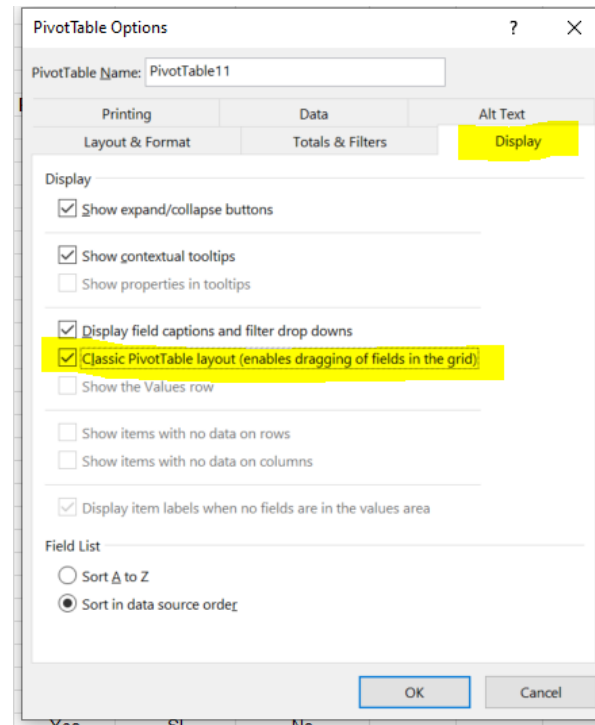 PivotTable Options ? ×
PivotTable Name: PivotTable11
Printing Data Alt Text
Layout & Format Totals & Filters Display
Display
Show expand/collapse buttons
Show contextual tooltips
Show properties in tooltips
Display field captions and filter drop downs
Classic PivotTable layout (enables dragging of fields in the grid)
Show the Values row
Show items with no data on rows
Show items with no data on columns
Display item labels when no fields are in the values area
Field List
Sort A to Z
Sort in data source order
OK Cancel